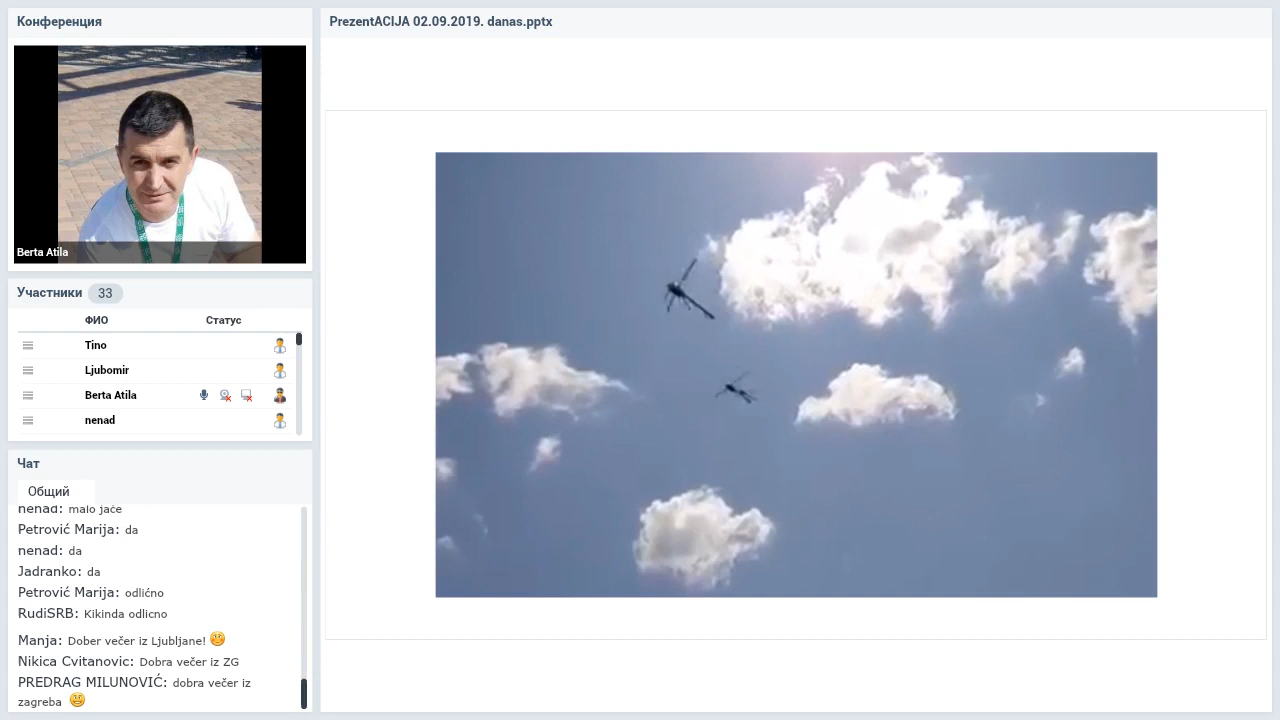 Конференция
Berta Atila
Участники 33
ФИО Статус
Tino
Ljubomir
Berta Atila
nenad
Чат
Общий
nenad: malo jače
Petrović Marija: da
nenad: da
Jadranko: da
Petrović Marija: odlićno
RudiSRB: Kikinda odlicno
Manja: Dober večer iz Ljubljane!
Nikica Cvitanovic: Dobra večer iz ZG
PREDRAG MILUNOVIĆ: dobra večer iz
zagreba
PrezentACIJA 02.09.2019. danas.pptx